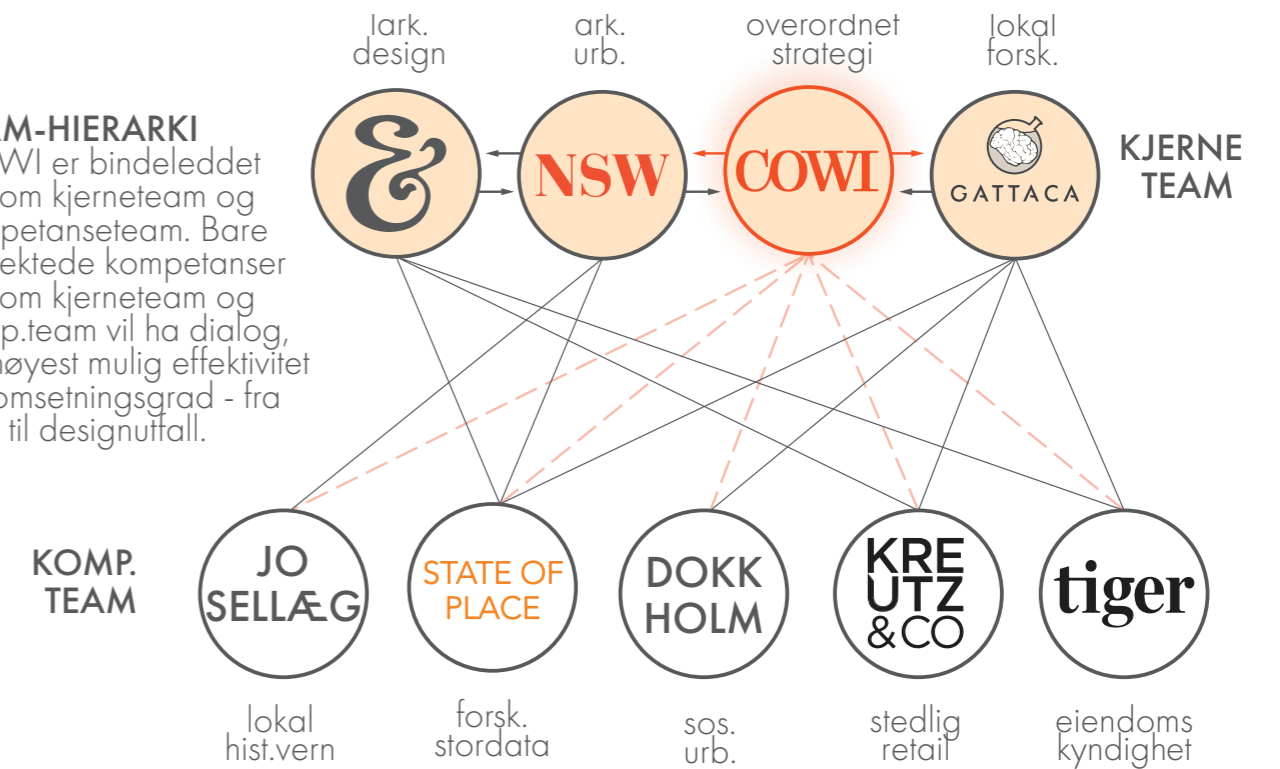 lark.
design
ark.
urb.
overordnet
strategi
lokal
forsk.
AM-HIERARKI
WI er bindeleddet
om kjerneteam og
petanseteam. Bare
ektede kompetanser
om kjerneteam og
p.team vil ha dialog,
høyest mulig effektivitet
omsetningsgrad - fra
til designutfall.
&
NSW
COWI
GATTACA
KJERNE
TEAM
KOMP.
TEAM
JO
SELLÆG
STATE OF
PLACE
DOKK
HOLM
KRE
UTZ
&CO
tiger
lokal
hist.vern
forsk.
stordata
sos.
urb.
stedlig
retail
eiendoms
kyndighet